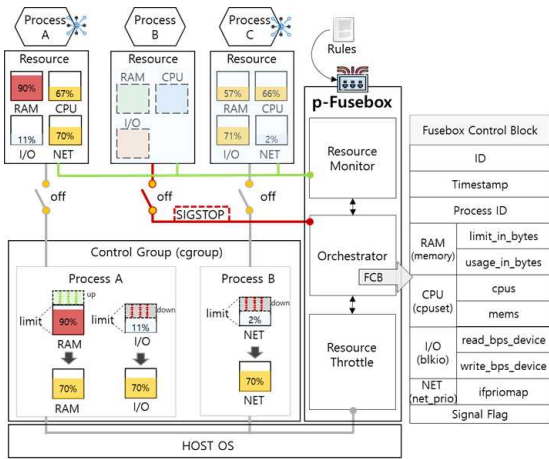 Process
A
Process
B
Process
C
Rules
Resource
90%
67%
RAM
CPU
11%
70%
I/O
NET
Resource
RAM
CPU
I/O
Resource
57%
66%
RAM
CPU
71%
2%
I/O
NET
off
off
off
SIGSTOP
p-Fusebox
Resource
Monitor
Orchestrator
FCB
Resource
Throttle
Control Group (cgroup)
Process A
up
limit
90%
RAM
70%
RAM
down
limit
11%
I/O
70%
I/O
Process B
down
limit
2%
NET
70%
NET
HOST OS
Fusebox Control Block
ID
Timestamp
Process ID
RAM
(memory)
limit_in_bytes
usage_in_bytes
CPU
(cpuset)
cpus
mems
I/O
(blkio)
read_bps_device
write_bps_device
NET
(net_prio)
ifpriomap
Signal Flag